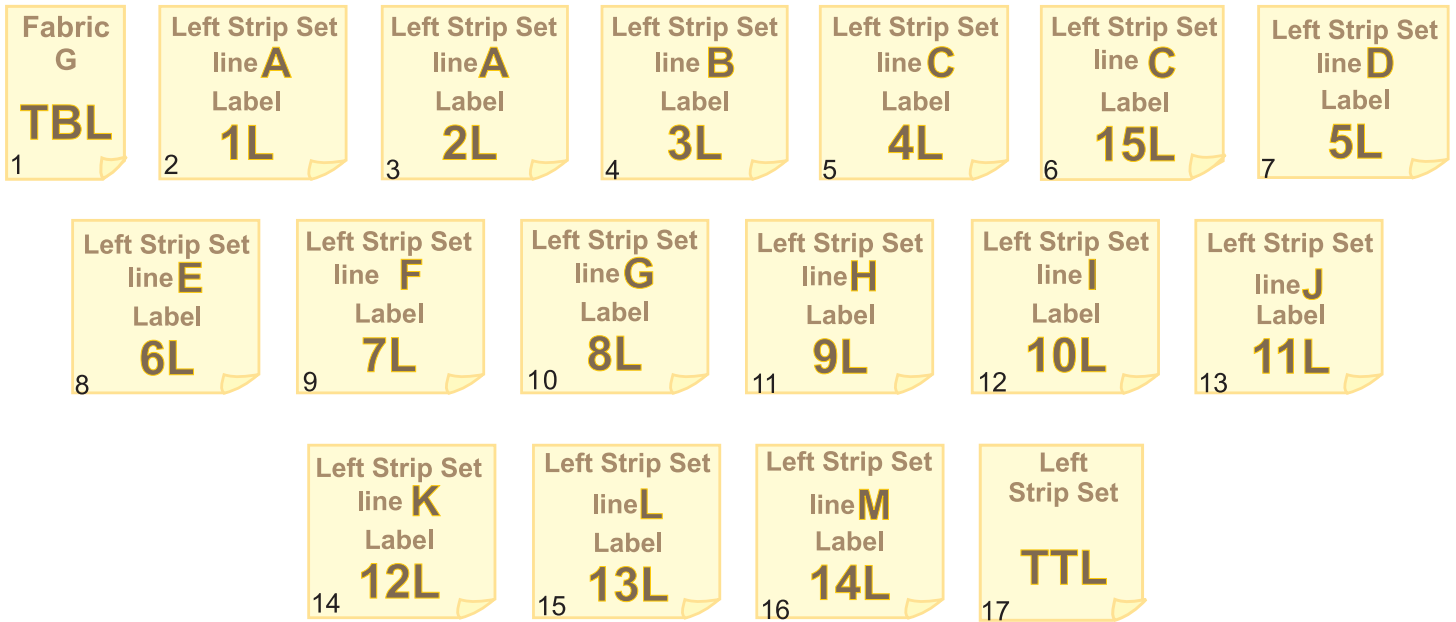 Fabric
G
TBL
1
Left Strip Set
line A
Label
1L
2
Left Strip Set
line A
Label
2L
3
Left Strip Set
line B
Label
3L
4
Left Strip Set
line C
Label
4L
5
Left Strip Set
line C
Label
15L
6
Left Strip Set
line D
Label
5L
7
Left Strip Set
line E
Label
6L
8
Left Strip Set
line F
Label
7L
9
Left Strip Set
line G
Label
8L
10
Left Strip Set
line H
Label
9L
11
Left Strip Set
line I
Label
10L
12
Left Strip Set
line J
Label
11L
13
Left Strip Set
line K
Label
12L
14
Left Strip Set
line L
Label
13L
15
Left Strip Set
line M
Label
14L
16
Left
Strip Set
TTL
17